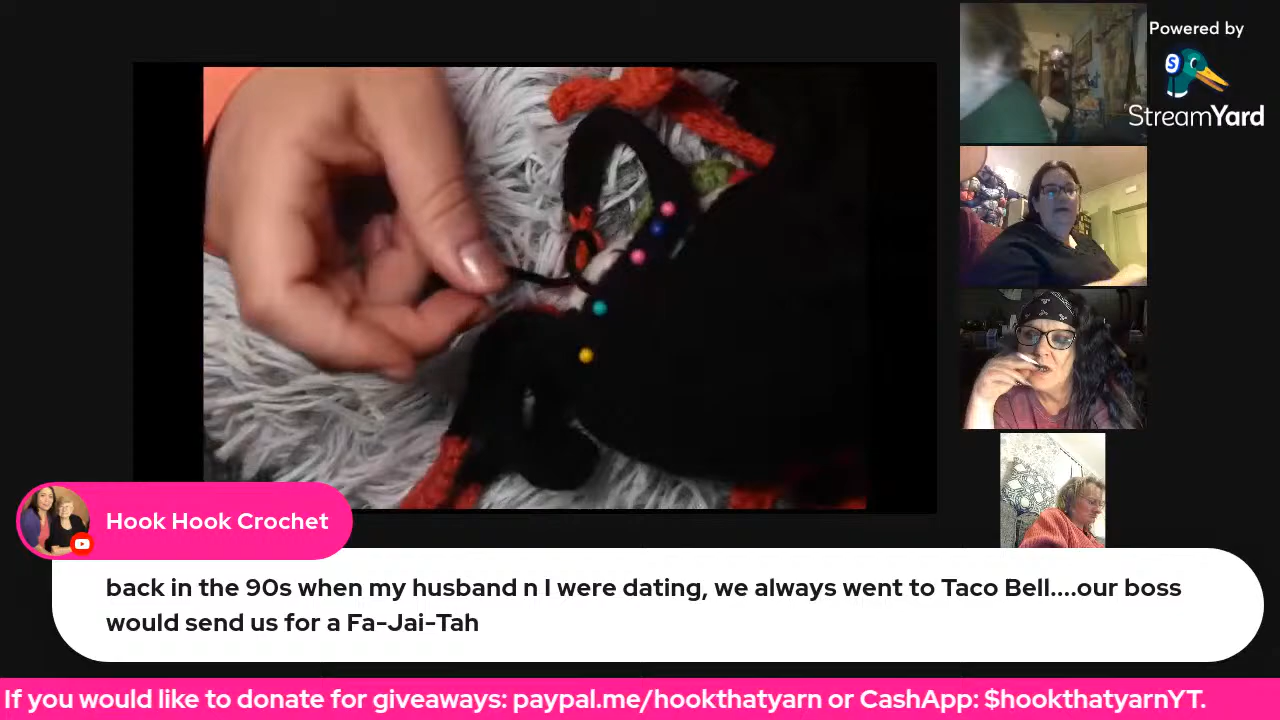 Powered by
StreamYard
Hook Hook Crochet
back in the 90s when my husband n I were dating, we always went to Taco Bell....our boss
would send us for a Fa-Jai-Tah
If you would like to donate for giveaways: paypal.me/hookthatyarn or CashApp: $hookthatyarnYT.